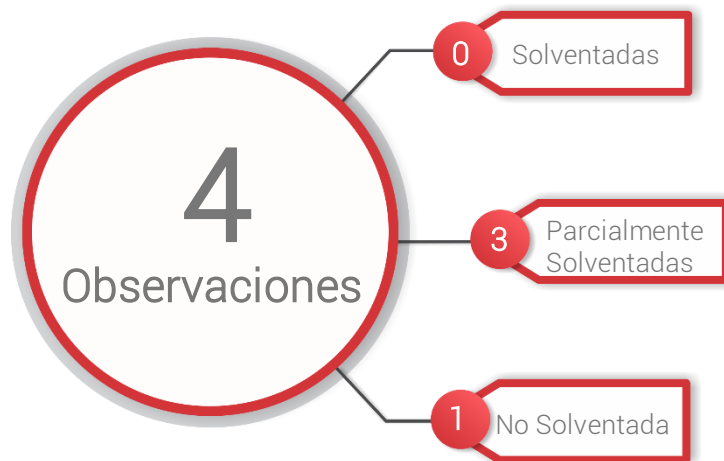 4
Observaciones
0
Solventadas
3
Parcialmente
Solventadas
1
No Solventada